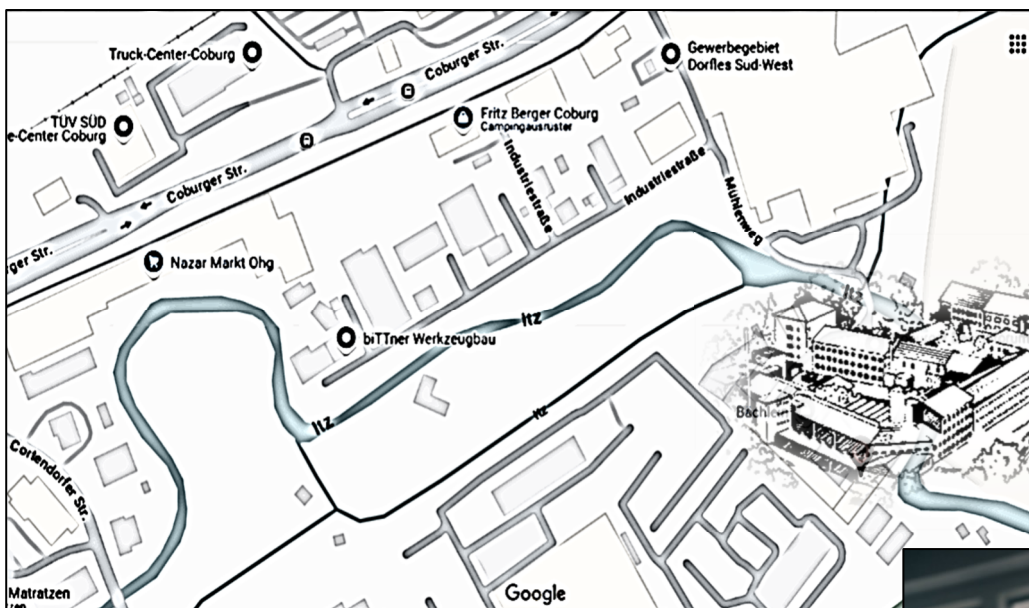 Truck-Center-Coburg
Coburger Str.
Gewerbegebiet
Dorfles Sud-West
TÜV SÜD
e-Center Coburg
Fritz Berger Coburg
Campingausruster
Industriestraße
Industriestraße
Coburger Str.
Mühlenweg
ger Str.
Nazar Markt Ohg
Itz
Itz
biTTner Werkzeugbau
Itz
Itz
Cortendorfer Str.
Matratzen
Google